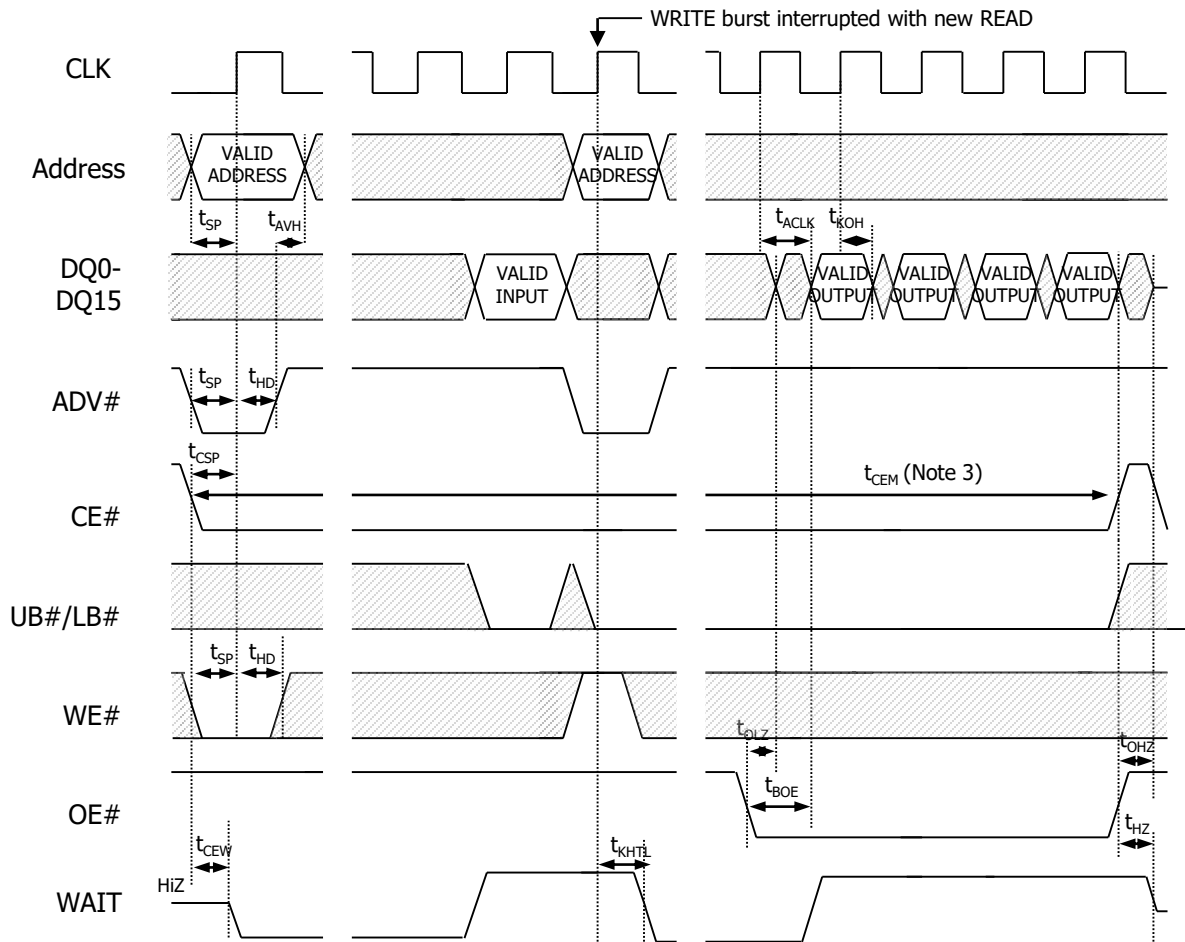 WRITE burst interrupted with new READ
CLK
Address
VALID
ADDRESS
VALID
ADDRESS
tSP
tAVH
tACLK
tKOH
DQ0-
DQ15
VALID
INPUT
VALID
OUTPUT
VALID
OUTPUT
VALID
OUTPUT
VALID
OUTPUT
ADV#
tSP
tHD
tCSP
CE#
tCEM (Note 3)
UB#/LB#
tSP
tHD
WE#
tOLZ
tOHZ
OE#
tBOE
tHZ
tCEW
tKHTL
HiZ
WAIT